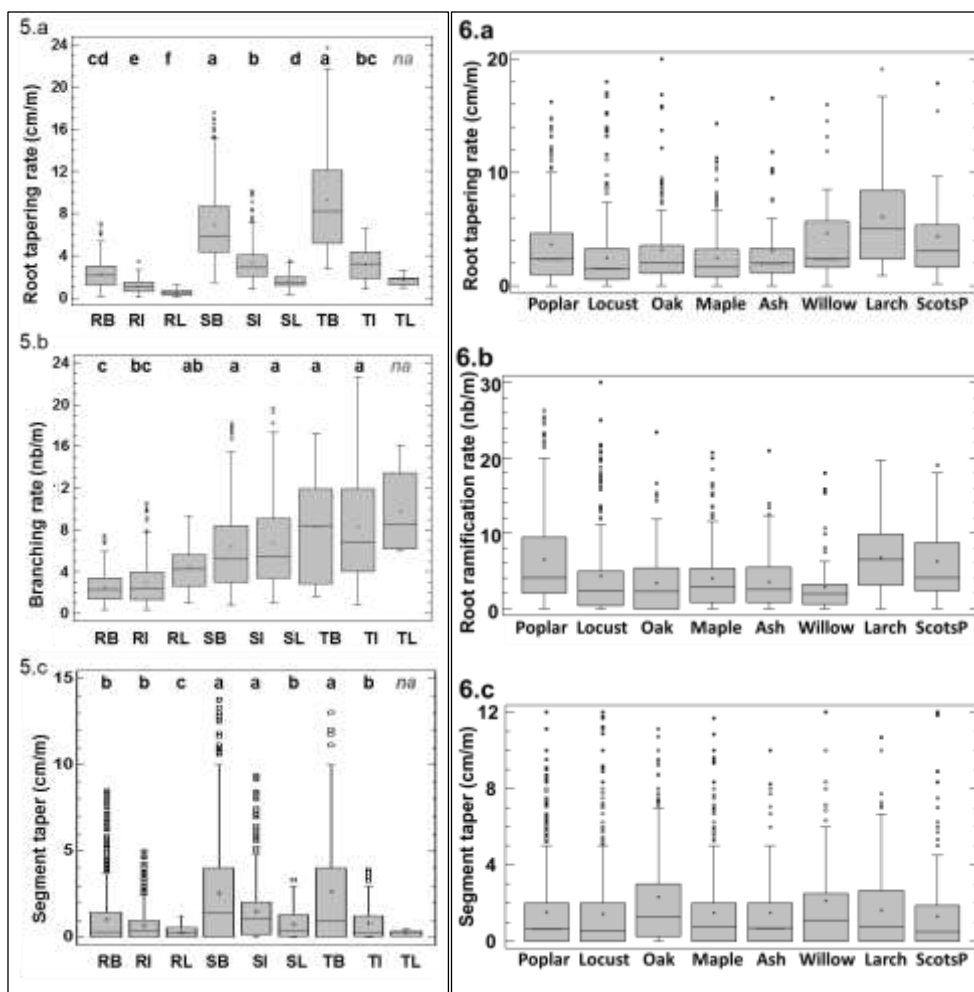 5.a
Root tapering rate (cm/m)
24
20
16
12
8
4
0
cd e f a b d a bc na
RB RI RL SB SI SL TB TI TL
5.b
Branching rate (nb/m)
24
20
16
12
8
4
0
c bc ab a a a a a na
RB RI RL SB SI SL TB TI TL
5.c
Segment taper (cm/m)
15
10
5
0
b b c a a b a b na
RB RI RL SB SI SL TB TI TL
6.a
Root tapering rate (cm/m)
20
10
0
Poplar Locust Oak Maple Ash Willow Larch ScotsP
6.b
Root ramification rate (nb/m)
30
20
10
0
Poplar Locust Oak Maple Ash Willow Larch ScotsP
6.c
Segment taper (cm/m)
12
8
4
0
Poplar Locust Oak Maple Ash Willow Larch ScotsP